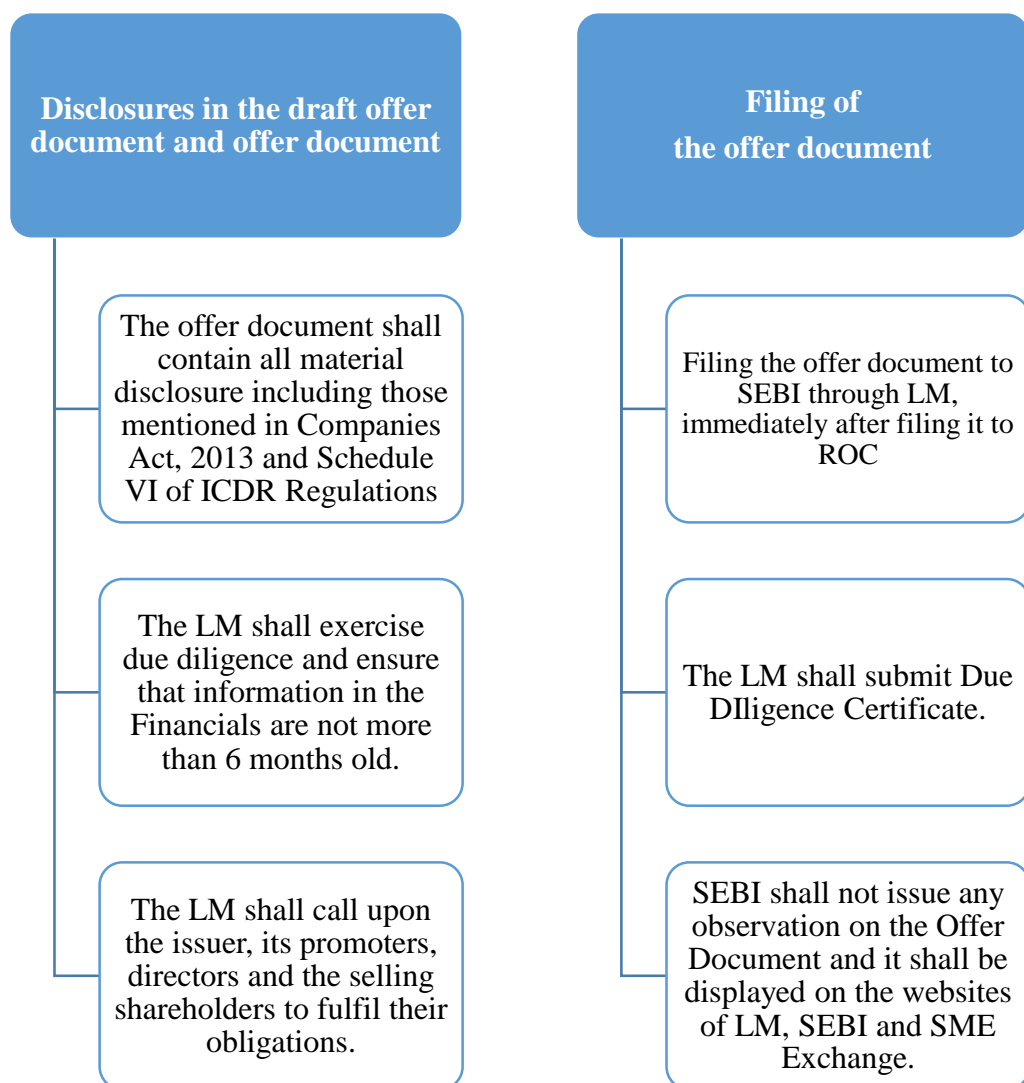 Disclosures in the draft offer
document and offer document
The offer document shall
contain all material
disclosure including those
mentioned in Companies
Act, 2013 and Schedule
VI of ICDR Regulations
The LM shall exercise
due diligence and ensure
that information in the
Financials are not more
than 6 months old.
The LM shall call upon
the issuer, its promoters,
directors and the selling
shareholders to fulfil their
obligations.
Filing of
the offer document
Filing the offer document to
SEBI through LM,
immediately after filing it to
ROC
The LM shall submit Due
DIligence Certificate.
SEBI shall not issue any
observation on the Offer
Document and it shall be
displayed on the websites
of LM, SEBI and SME
Exchange.